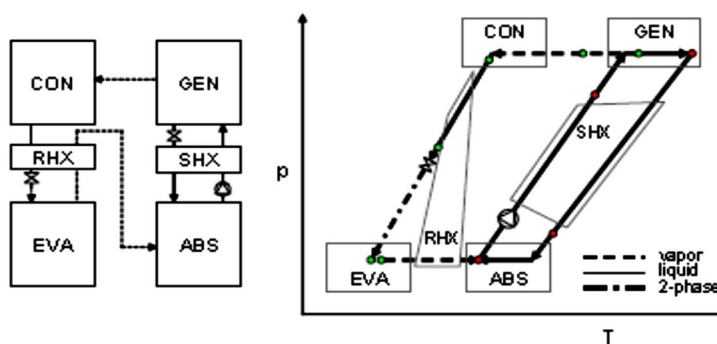 CON
GEN
RHX
SHX
EVA
ABS
p
CON
GEN
SHX
RHX
EVA
ABS
vapor
liquid
2-phase
T